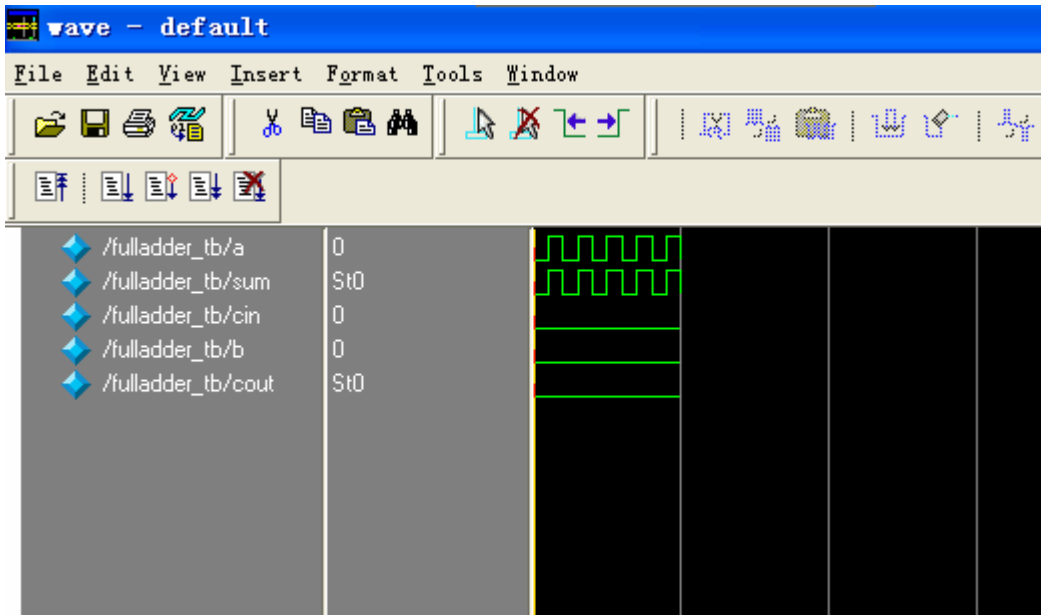 wave - default
File Edit View Insert Format Tools Window
/fulladder_tb/a 0
/fulladder_tb/sum St0
/fulladder_tb/cin 0
/fulladder_tb/b 0
/fulladder_tb/cout St0